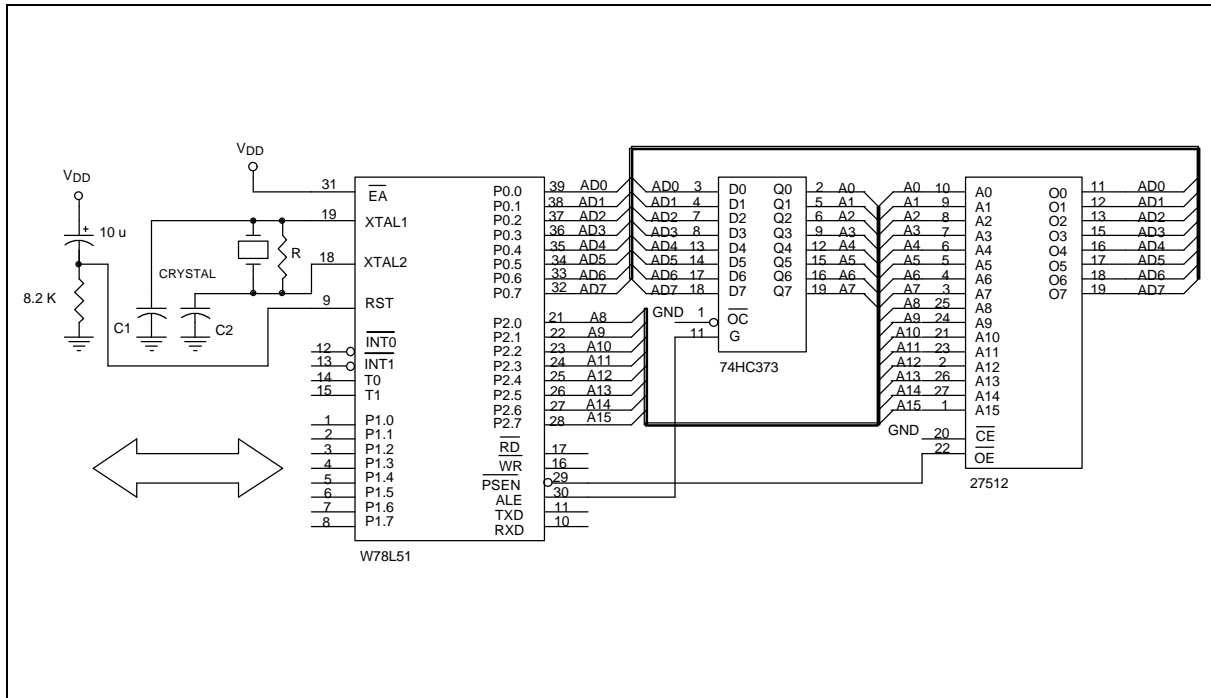 VDD
VDD
10 u
8.2 K
C1
CRYSTAL
C2
R
31 EA
19 XTAL1
18 XTAL2
9 RST
12 INT0
13 INT1
14 T0
15 T1
1 P1.0
2 P1.1
3 P1.2
4 P1.3
5 P1.4
6 P1.5
7 P1.6
8 P1.7
P0.0 39 AD0
P0.1 38 AD1
P0.2 37 AD2
P0.3 36 AD3
P0.4 35 AD4
P0.5 34 AD5
P0.6 33 AD6
P0.7 32 AD7
P2.0 21 A8
P2.1 22 A9
P2.2 23 A10
P2.3 24 A11
P2.4 25 A12
P2.5 26 A13
P2.6 27 A14
P2.7 28 A15
RD 17
WR 16
PSEN 29
ALE 30
TXD 11
RXD 10
W78L51
AD0 3 D0 Q0 2 A0
AD1 4 D1 Q1 5 A1
AD2 7 D2 Q2 6 A2
AD3 8 D3 Q3 9 A3
AD4 13 D4 Q4 12 A4
AD5 14 D5 Q5 15 A5
AD6 17 D6 Q6 16 A6
AD7 18 D7 Q7 19 A7
GND 1 OC
11 G
74HC373
A0 10 A0 O0 11 AD0
A1 9 A1 O1 12 AD1
A2 8 A2 O2 13 AD2
A3 7 A3 O3 15 AD3
A4 6 A4 O4 16 AD4
A5 5 A5 O5 17 AD5
A6 4 A6 O6 18 AD6
A7 3 A7 O7 19 AD7
A8 25 A8
A9 24 A9
A10 21 A10
A11 23 A11
A12 2 A12
A13 26 A13
A14 27 A14
A15 1 A15
GND 20 CE
22 OE
27512